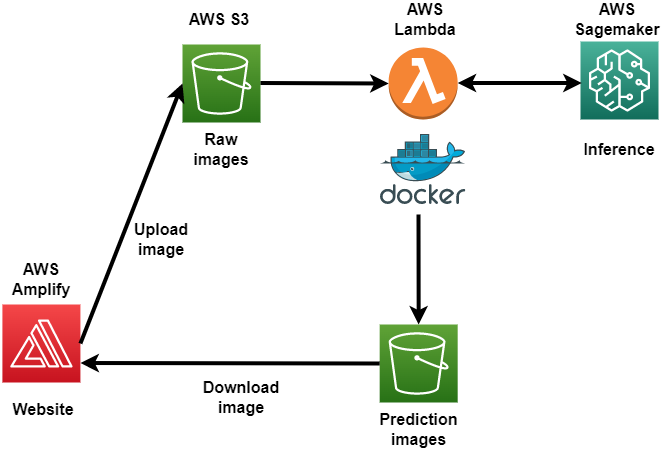 AWS S3
AWS
Lambda
AWS
Sagemaker
Raw
images
Inference
docker
Upload
image
AWS
Amplify
Website
Download
image
Prediction
images